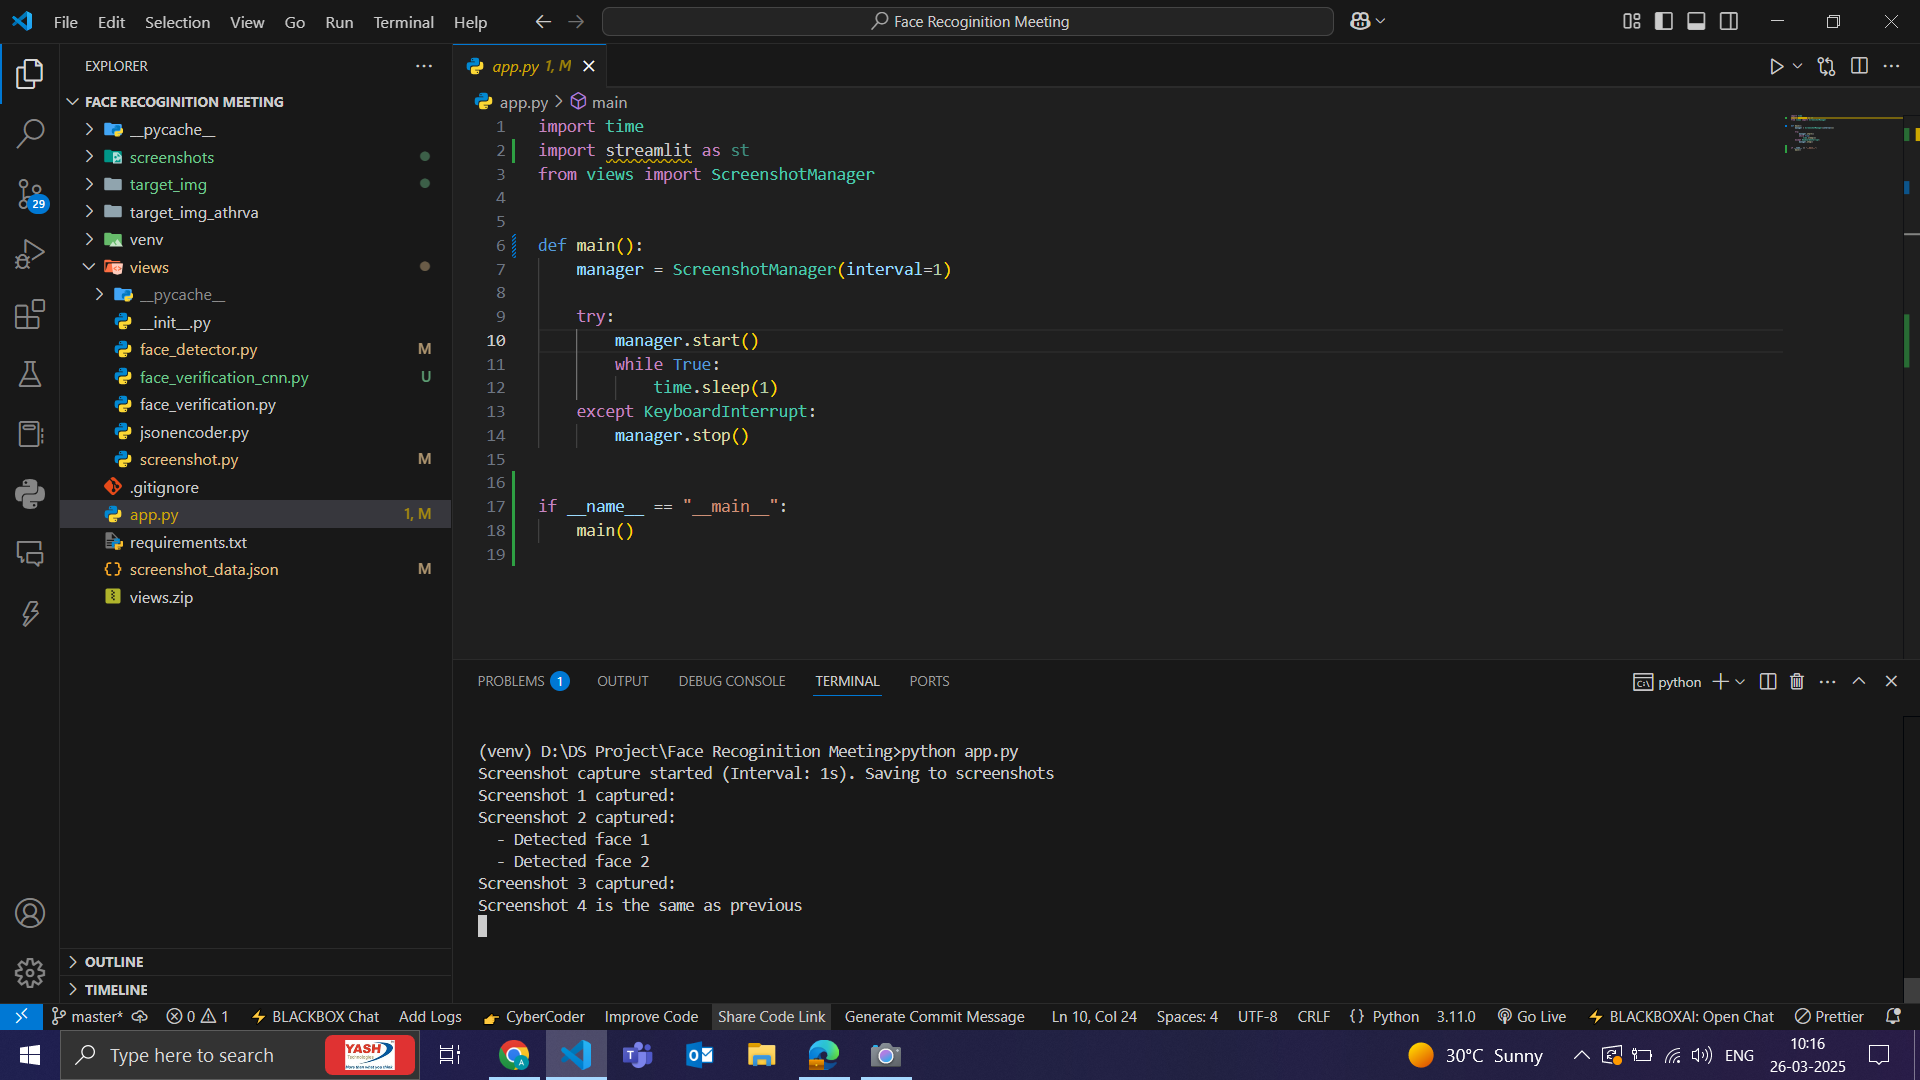 File Edit Selection View Go Run Terminal Help
Face Recoginition Meeting
EXPLORER
FACE RECOGINITION MEETING
__pycache__
screenshots
target_img
target_img_athrva
venv
views
__pycache__
__init__.py
face_detector.py M
face_verification_cnn.py U
face_verification.py
jsonencoder.py
screenshot.py M
.gitignore
app.py 1, M
requirements.txt
screenshot_data.json M
views.zip
OUTLINE
TIMELINE
29
app.py 1, M
app.py > main
1 import time
2 import streamlit as st
3 from views import ScreenshotManager
4
5
6 def main():
7     manager = ScreenshotManager(interval=1)
8
9     try:
10         manager.start()
11         while True:
12             time.sleep(1)
13     except KeyboardInterrupt:
14         manager.stop()
15
16
17 if __name__ == "__main__":
18     main()
19
PROBLEMS 1 OUTPUT DEBUG CONSOLE TERMINAL PORTS
python
(venv) D:\DS Project\Face Recoginition Meeting>python app.py
Screenshot capture started (Interval: 1s). Saving to screenshots
Screenshot 1 captured:
Screenshot 2 captured:
  - Detected face 1
  - Detected face 2
Screenshot 3 captured:
Screenshot 4 is the same as previous
master* 0 1 BLACKBOX Chat Add Logs CyberCoder Improve Code Share Code Link Generate Commit Message Ln 10, Col 24 Spaces: 4 UTF-8 CRLF {} Python 3.11.0 Go Live BLACKBOXAI: Open Chat Prettier
Type here to search
YASH
30°C Sunny
ENG
10:16
26-03-2025